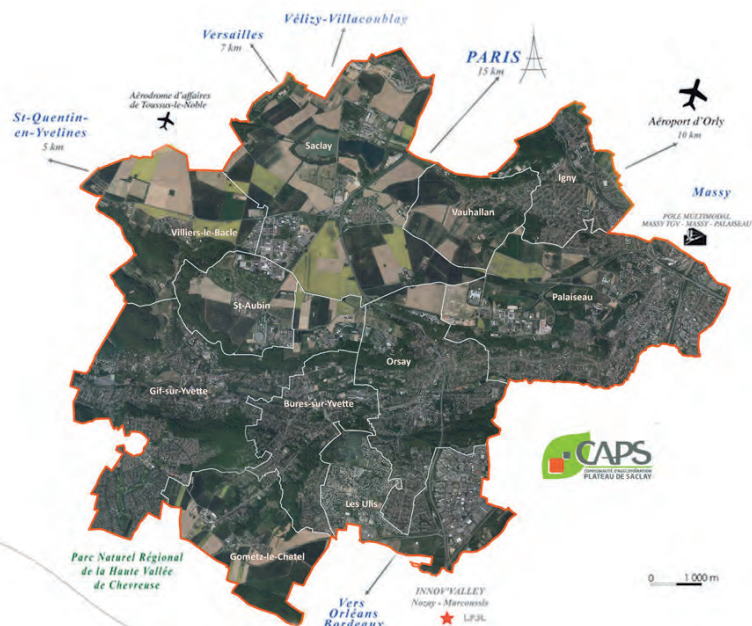 Vélizy-Villacoublay
Versailles
7 km
PARIS
15 km
Aérodrome d'affaires
de Toussus-le-Noble
St-Quentin-
en-Yvelines
5 km
Aéroport d'Orly
10 km
Saclay
Igny
Massy
Vauhallan
PÔLE MULTIMODAL
MASSY TGV - MASSY - PALAISEAU
Villiers-le-Bacle
St-Aubin
Palaiseau
Orsay
Gif-sur-Yvette
Bures-sur-Yvette
CAPS
COMMUNAUTÉ D'AGGLOMÉRATION
PLATEAU DE SACLAY
Les Ulis
Gometz-le-Chatel
Parc Naturel Régional
de la Haute Vallée
de Chevreuse
0 1 000 m
Vers
Orléans
Bordeaux
INNOV'VALLEY
Nozay - Marcoussis